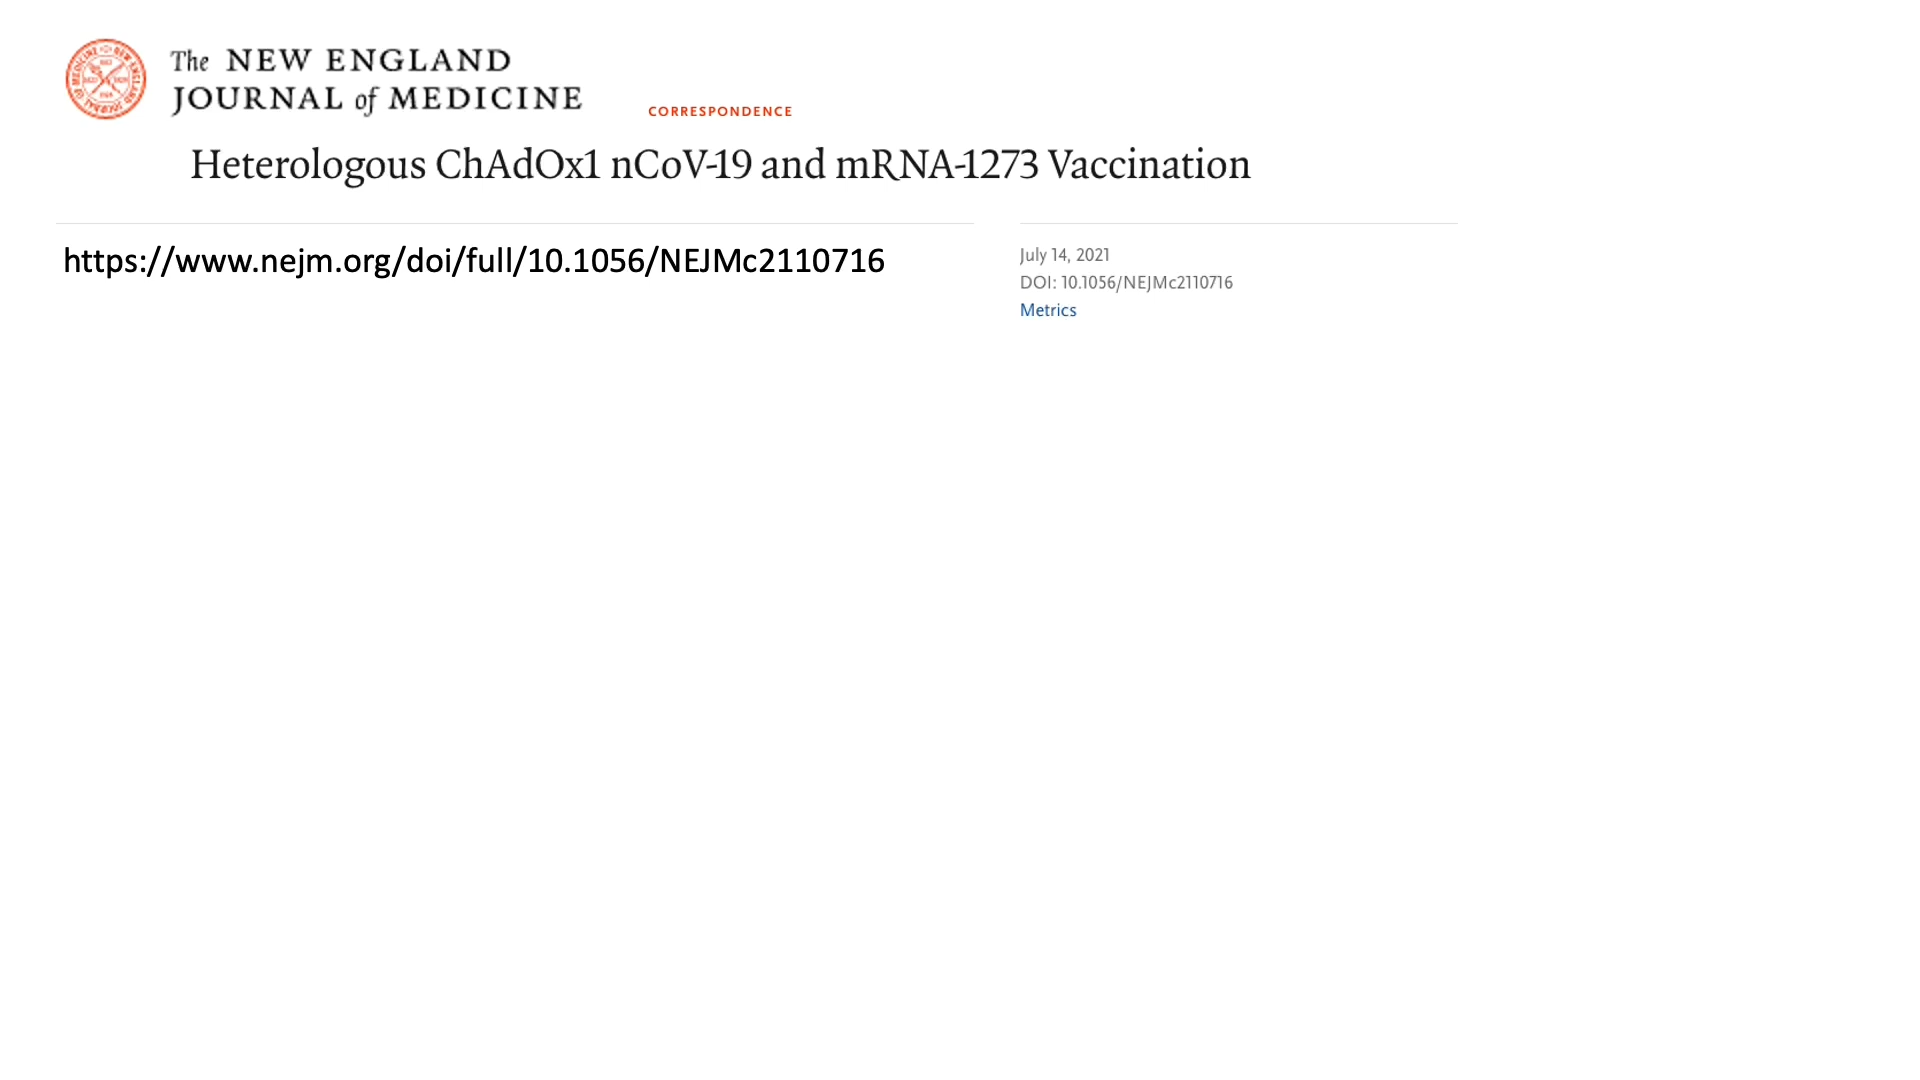 The NEW ENGLAND
JOURNAL of MEDICINE
CORRESPONDENCE
Heterologous ChAdOx1 nCoV-19 and mRNA-1273 Vaccination
https://www.nejm.org/doi/full/10.1056/NEJMc2110716
July 14, 2021
DOI: 10.1056/NEJMc2110716
Metrics